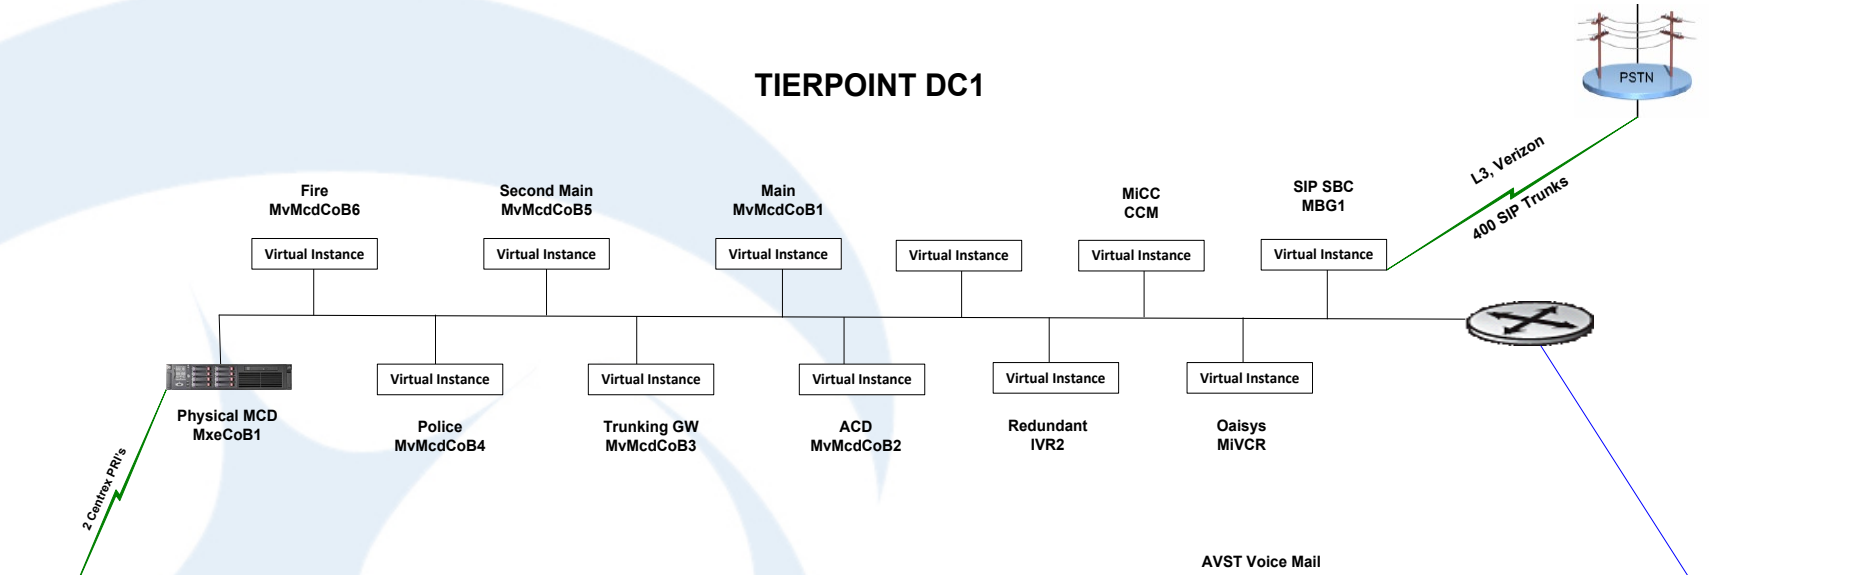 TIERPOINT DC1
PSTN
L3, Verizon
400 SIP Trunks
Fire
MvMcdCoB6
Virtual Instance
Second Main
MvMcdCoB5
Virtual Instance
Main
MvMcdCoB1
Virtual Instance
Virtual Instance
MiCC
CCM
Virtual Instance
SIP SBC
MBG1
Virtual Instance
Physical MCD
MxeCoB1
2 Centrex PRI's
Virtual Instance
Police
MvMcdCoB4
Virtual Instance
Trunking GW
MvMcdCoB3
Virtual Instance
ACD
MvMcdCoB2
Virtual Instance
Redundant
IVR2
Virtual Instance
Oaisys
MiVCR
AVST Voice Mail